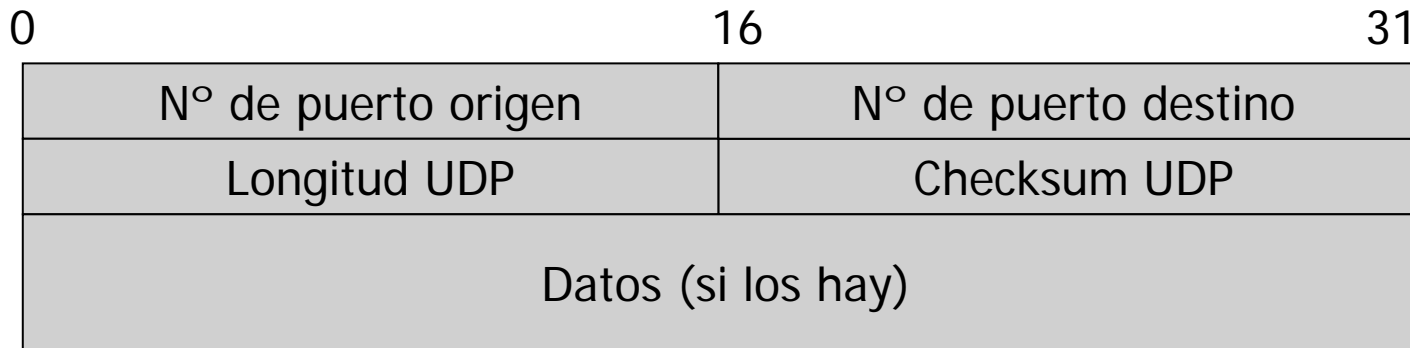 0 16 31
Nº de puerto origen Nº de puerto destino
Longitud UDP Checksum UDP
Datos (si los hay)